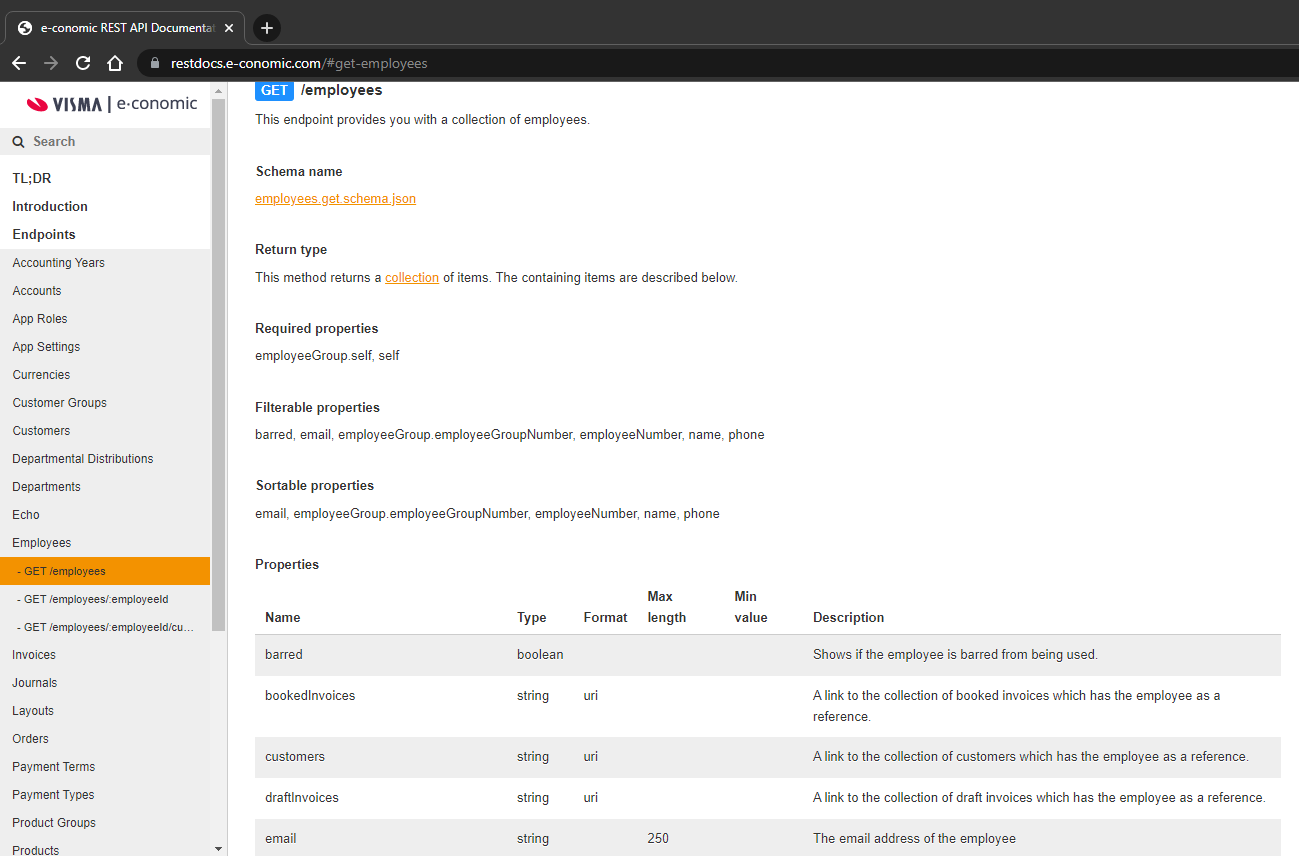 e-conomic REST API Documentat
restdocs.e-conomic.com/#get-employees
VISMA | e·conomic
Search
TL;DR
Introduction
Endpoints
Accounting Years
Accounts
App Roles
App Settings
Currencies
Customer Groups
Customers
Departmental Distributions
Departments
Echo
Employees
- GET /employees
- GET /employees/:employeeId
- GET /employees/:employeeId/cu...
Invoices
Journals
Layouts
Orders
Payment Terms
Payment Types
Product Groups
Products
GET /employees
This endpoint provides you with a collection of employees.
Schema name
employees.get.schema.json
Return type
This method returns a collection of items. The containing items are described below.
Required properties
employeeGroup.self, self
Filterable properties
barred, email, employeeGroup.employeeGroupNumber, employeeNumber, name, phone
Sortable properties
email, employeeGroup.employeeGroupNumber, employeeNumber, name, phone
Properties
Name Type Format Max length Min value Description
barred boolean Shows if the employee is barred from being used.
bookedInvoices string uri A link to the collection of booked invoices which has the employee as a
reference.
customers string uri A link to the collection of customers which has the employee as a reference.
draftInvoices string uri A link to the collection of draft invoices which has the employee as a reference.
email string 250 The email address of the employee